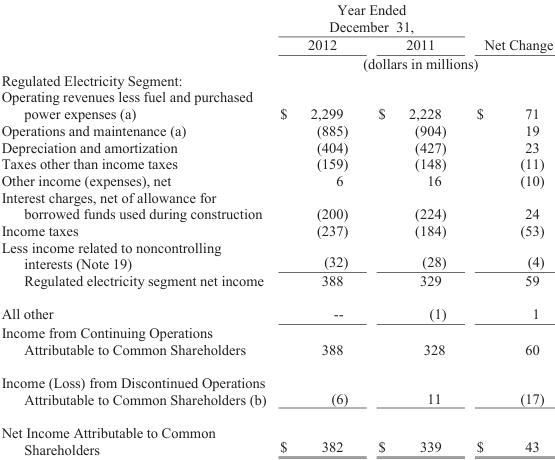 Year Ended
December 31,
2012 2011 Net Change
(dollars in millions)
Regulated Electricity Segment:
Operating revenues less fuel and purchased
power expenses (a) $ 2,299 $ 2,228 $ 71
Operations and maintenance (a) (885) (904) 19
Depreciation and amortization (404) (427) 23
Taxes other than income taxes (159) (148) (11)
Other income (expenses), net 6 16 (10)
Interest charges, net of allowance for
borrowed funds used during construction (200) (224) 24
Income taxes (237) (184) (53)
Less income related to noncontrolling
interests (Note 19) (32) (28) (4)
Regulated electricity segment net income 388 329 59
All other -- (1) 1
Income from Continuing Operations
Attributable to Common Shareholders 388 328 60
Income (Loss) from Discontinued Operations
Attributable to Common Shareholders (b) (6) 11 (17)
Net Income Attributable to Common
Shareholders $ 382 $ 339 $ 43